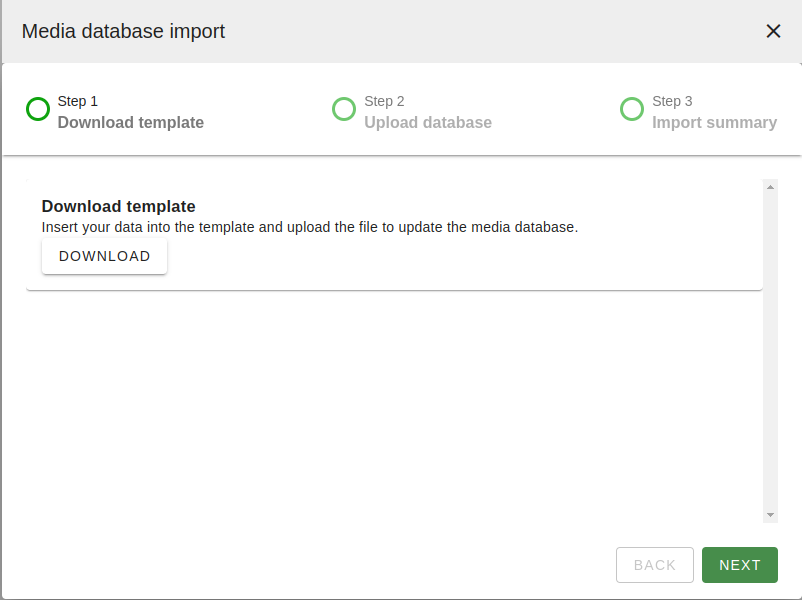 Media database import
Step 1
Download template
Step 2
Upload database
Step 3
Import summary
Download template
Insert your data into the template and upload the file to update the media database.
DOWNLOAD
BACK
NEXT